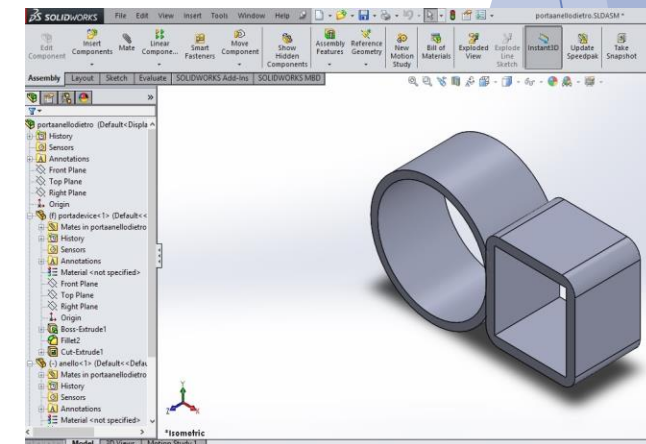 SOLIDWORKS File Edit View Insert Tools Window Help portaanellodietro.SLDASM *
Edit Component
Insert Components
Mate
Linear Compone...
Smart Fasteners
Move Component
Show Hidden Components
Assembly Features
Reference Geometry
New Motion Study
Bill of Materials
Exploded View
Explode Line Sketch
Instant3D
Update Speedpak
Take Snapshot
Assembly Layout Sketch Evaluate SOLIDWORKS Add-Ins SOLIDWORKS MBD
portaanellodietro (Default<Displa
History
Sensors
Annotations
Front Plane
Top Plane
Right Plane
Origin
(f) portadevice<1> (Default<<
Mates in portaanellodietro
History
Sensors
Annotations
Material <not specified>
Front Plane
Top Plane
Right Plane
Origin
Boss-Extrude1
Fillet2
Cut-Extrude1
(-) anello<1> (Default<<Defau
Mates in portaanellodietro
History
Sensors
Annotations
Material <not specified>
*Isometric
Model 3D Views Motion Study 1